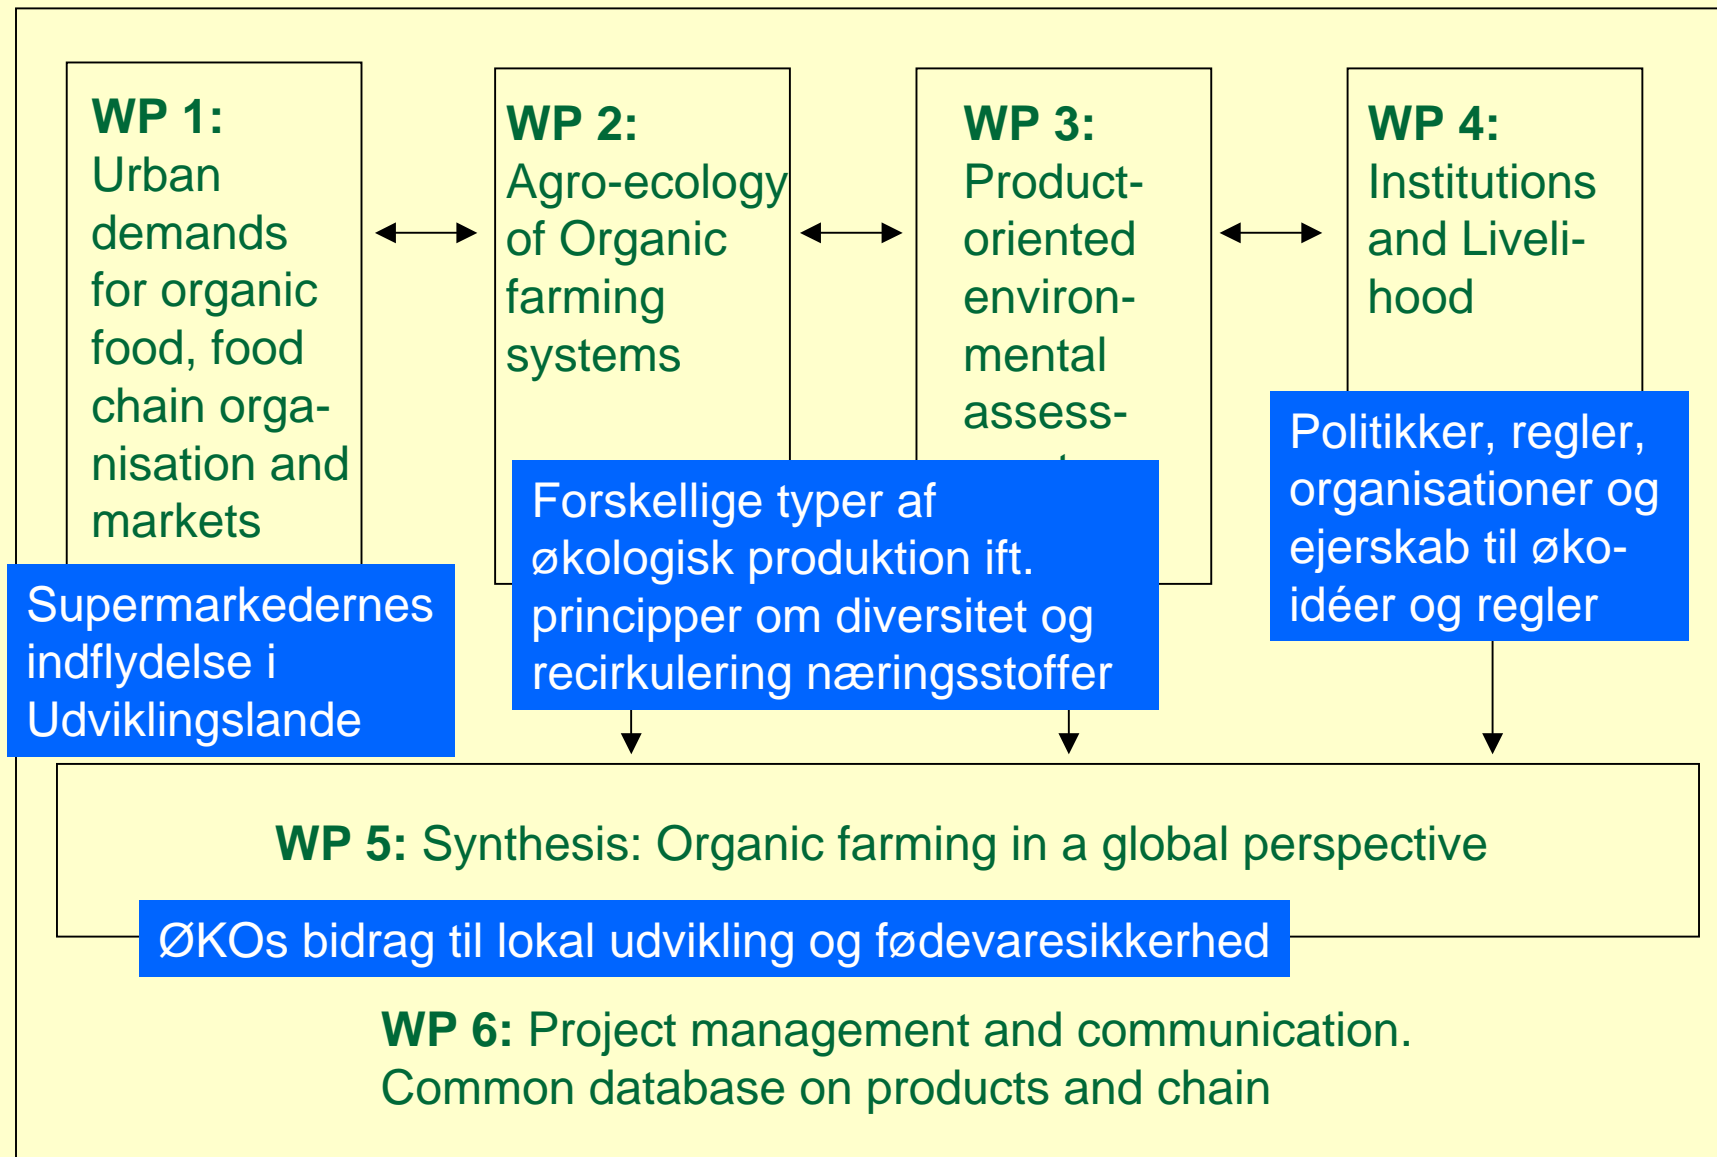 WP 1:
Urban
demands
for organic
food, food
chain orga-
nisation and
markets
Supermarkedernes
indflydelse i
Udviklingslande
WP 2:
Agro-ecology
of Organic
farming
systems
WP 3:
Product-
oriented
environ-
mental
assess-
Forskellige typer af
økologisk produktion ift.
principper om diversitet og
recirkulering næringsstoffer
WP 4:
Institutions
and Liveli-
hood
Politikker, regler,
organisationer og
ejerskab til øko-
idéer og regler
WP 5: Synthesis: Organic farming in a global perspective
ØKOs bidrag til lokal udvikling og fødevaresikkerhed
WP 6: Project management and communication.
Common database on products and chain